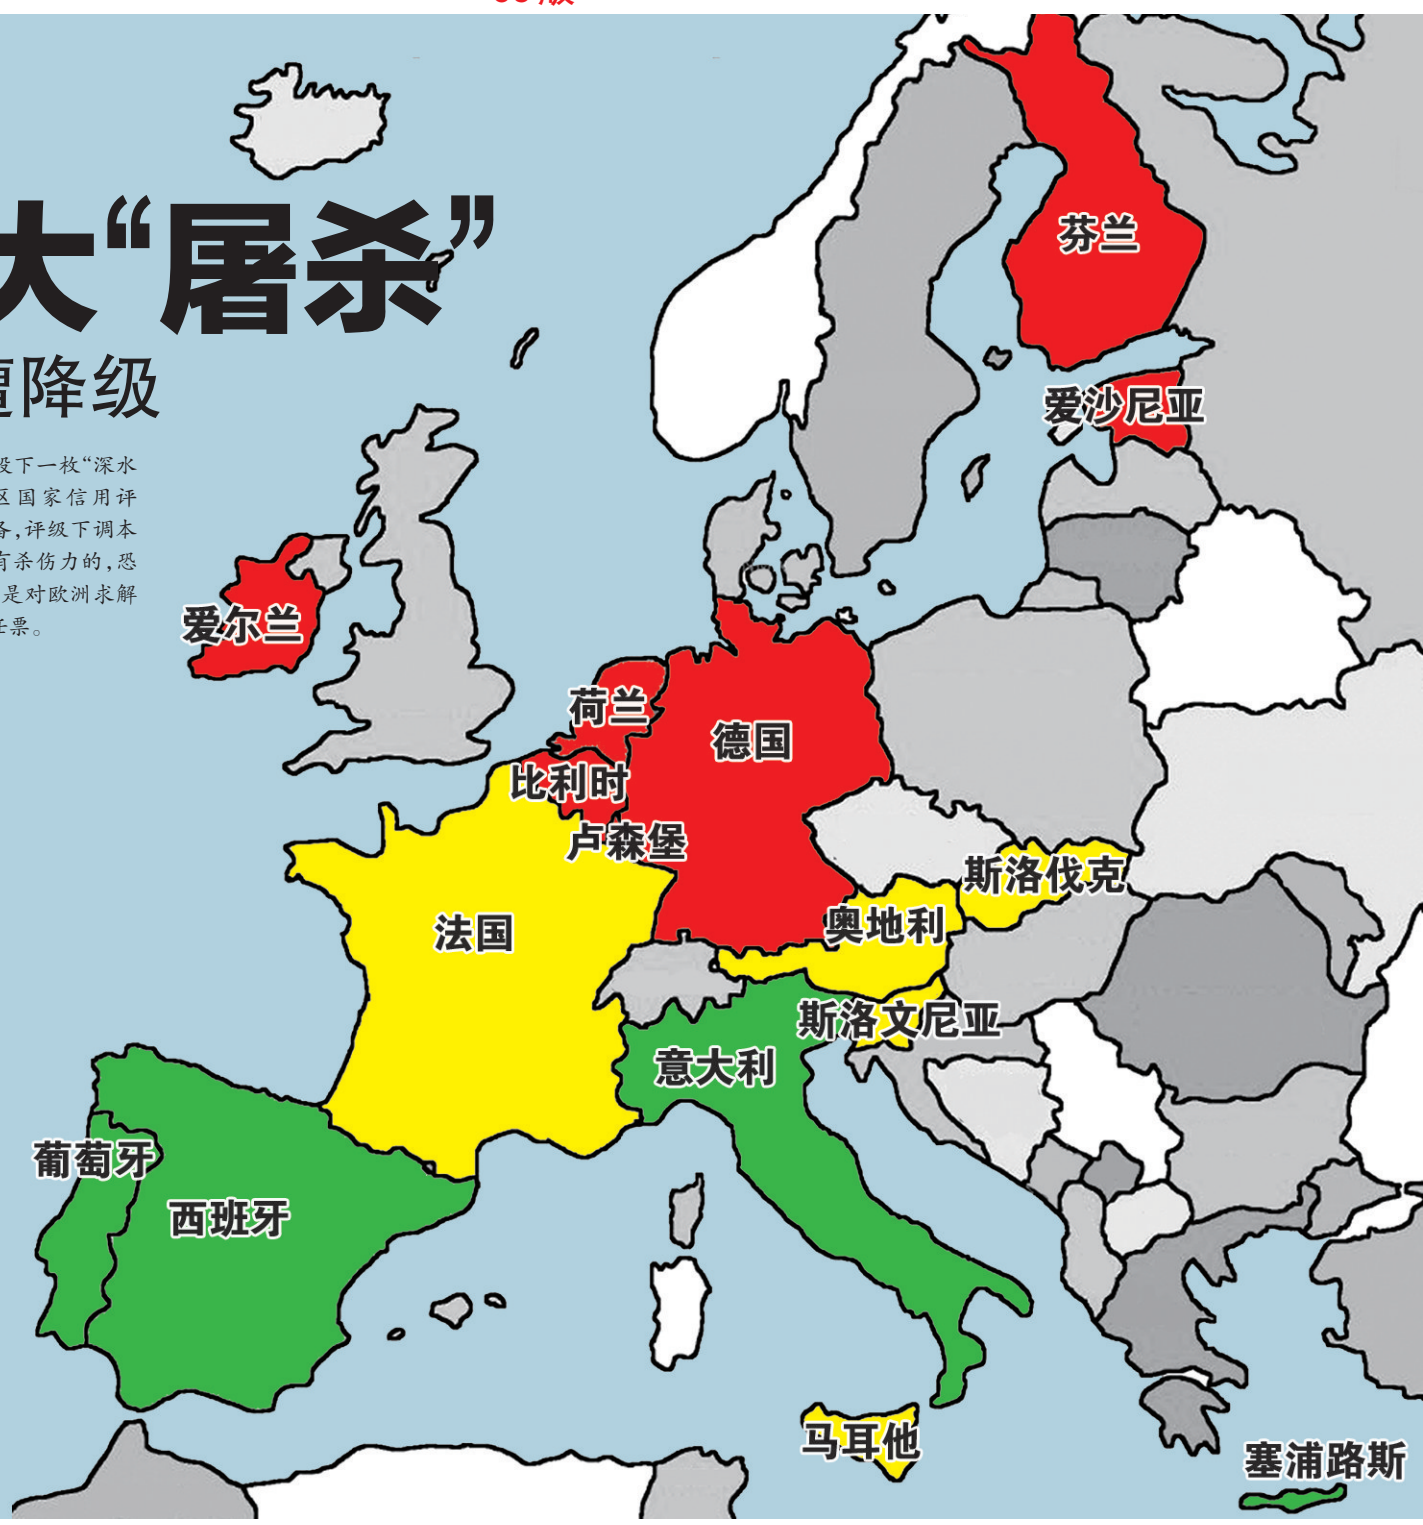 大“屠杀”
降级
投下一枚“深水
区国家信用评
备,评级下调本
有杀伤力的,恐
是对欧洲求解
任票。
芬兰
爱沙尼亚
爱尔兰
荷兰
德国
比利时
卢森堡
斯洛伐克
奥地利
法国
斯洛文尼亚
意大利
葡萄牙
西班牙
马耳他
塞浦路斯